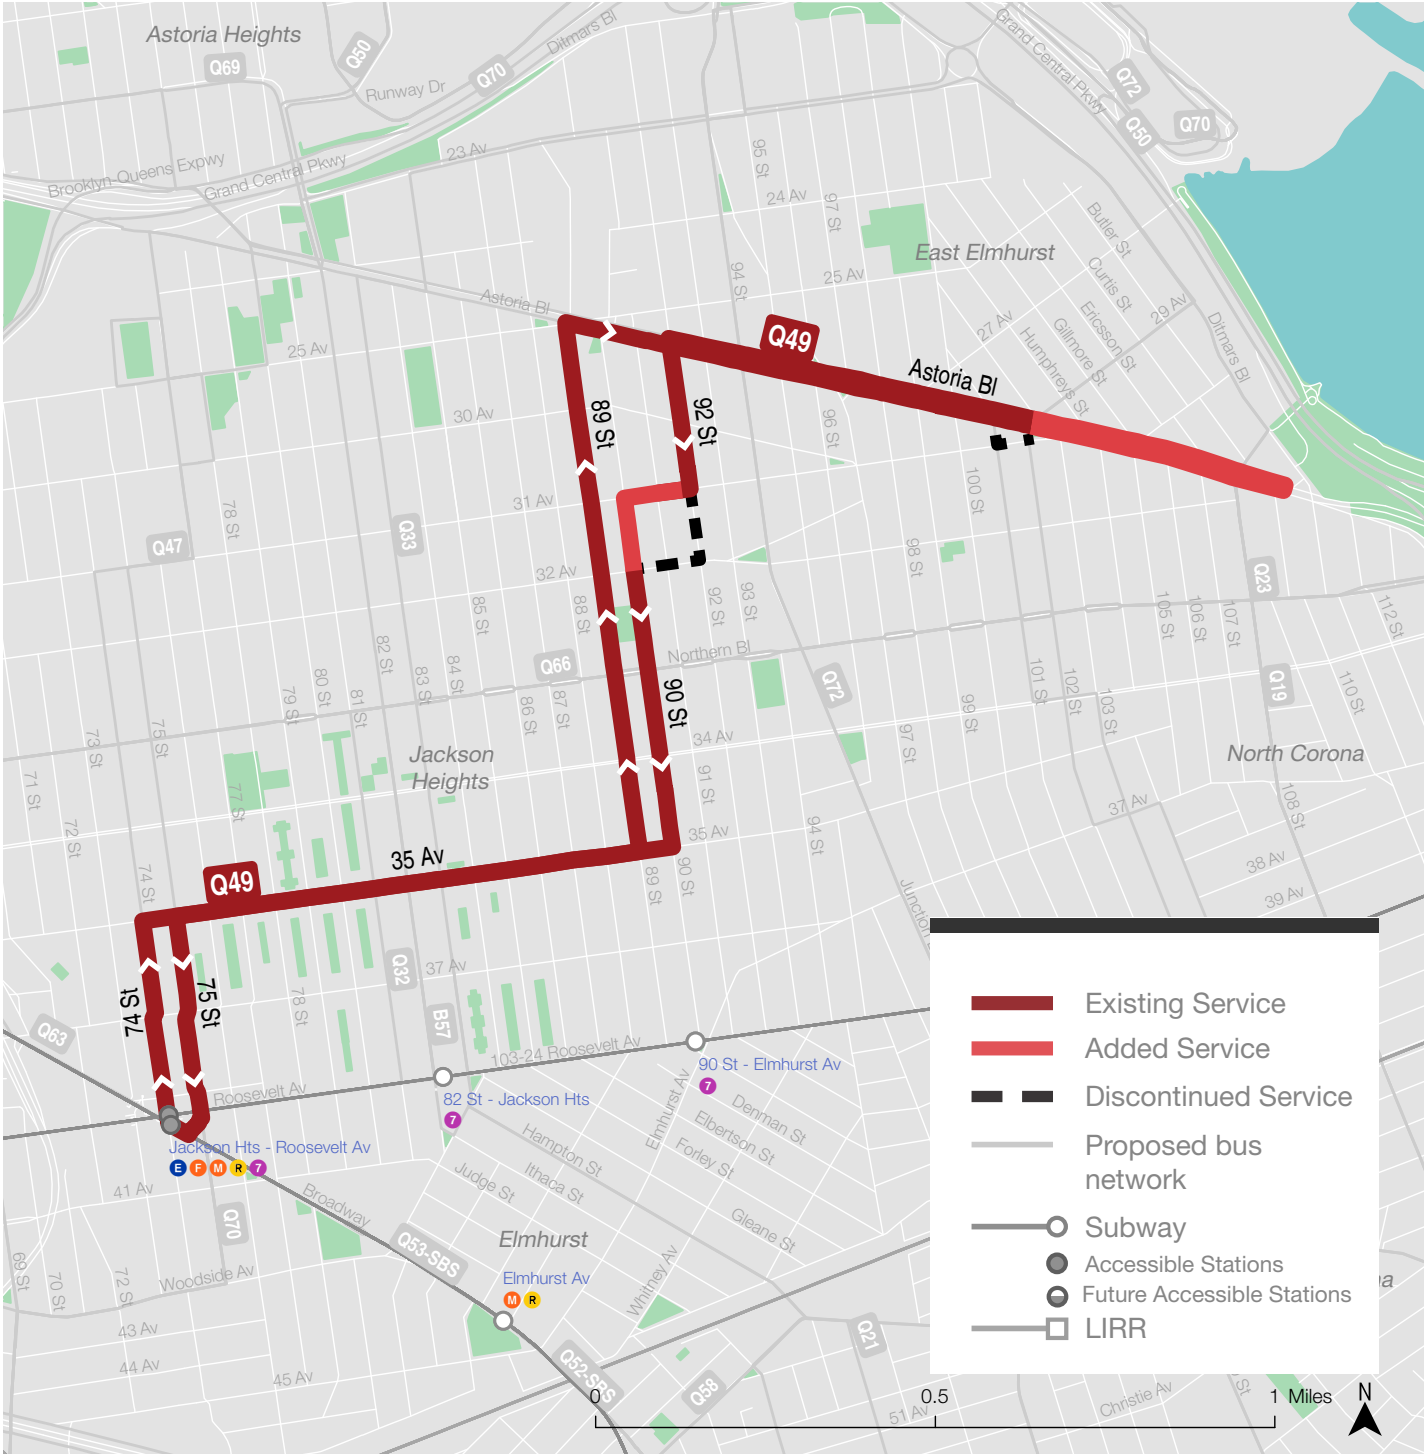 Astoria Heights
Q69
Q50
Q70
Ditmars Bl
Runway Dr
Grand Central Pkwy
Q72
Q50
Q70
23 Av
Brooklyn-Queens Expwy
Grand Central Pkwy
95 St
24 Av
97 St
Butler St
East Elmhurst
Curtis St
94 St
25 Av
Astoria Bl
Ericsson St
29 Av
27 Av
Gillmore St
Humphreys St
Ditmars Bl
Q49
25 Av
Astoria Bl
89 St
92 St
30 Av
96 St
31 Av
100 St
78 St
Q33
Q47
98 St
32 Av
Q23
85 St
88 St
92 St
93 St
105 St
106 St
107 St
112 St
82 St
Northern Bl
Q66
83 St
84 St
80 St
81 St
79 St
86 St
87 St
90 St
Q72
101 St
102 St
103 St
99 St
Q19
110 St
73 St
75 St
34 Av
97 St
Jackson
Heights
North Corona
71 St
77 St
91 St
72 St
37 Av
108 St
35 Av
94 St
35 Av
38 Av
39 Av
Q49
74 St
89 St
90 St
Junction
Q32
37 Av
74 St
75 St
78 St
B57
Q63
103-24 Roosevelt Av
90 St - Elmhurst Av
7
Roosevelt Av
82 St - Jackson Hts
7
Elmhurst Av
Denman St
Elbertson St
Forley St
Hampton St
Ithaca St
Judge St
Gleane St
Jackson Hts - Roosevelt Av
E F M R 7
41 Av
Broadway
Q70
Q53-SBS
Elmhurst
Elmhurst Av
M R
Whitney Av
69 St
70 St
72 St
Woodside Av
43 Av
44 Av
45 Av
Q52-SBS
Q58
Q21
51 Av
Christie Av
St
na
Existing Service
Added Service
Discontinued Service
Proposed bus
network
Subway
Accessible Stations
Future Accessible Stations
LIRR
0
0.5
1 Miles
N